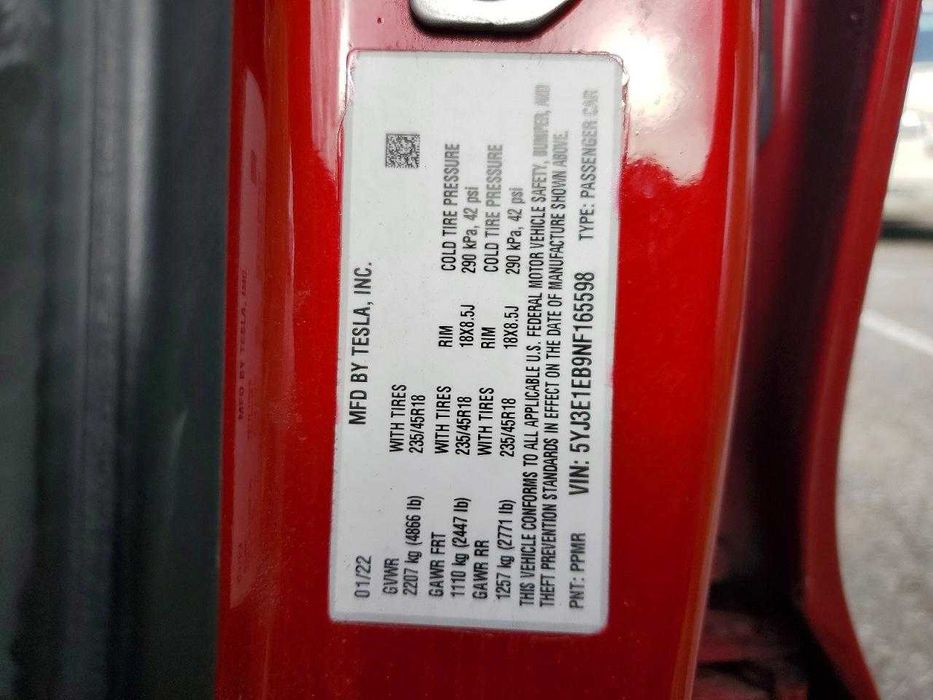 MFD BY TESLA, INC.
01/22
GVWR WITH TIRES
2207 kg (4866 lb) 235/45R18
GAWR FRT WITH TIRES RIM COLD TIRE PRESSURE
1110 kg (2447 lb) 235/45R18 18X8.5J 290 kPa, 42 psi
GAWR RR WITH TIRES RIM COLD TIRE PRESSURE
1257 kg (2771 lb) 235/45R18 18X8.5J 290 kPa, 42 psi
THIS VEHICLE CONFORMS TO ALL APPLICABLE U.S. FEDERAL MOTOR VEHICLE SAFETY, BUMPER, AND
THEFT PREVENTION STANDARDS IN EFFECT ON THE DATE OF MANUFACTURE SHOWN ABOVE.
PNT: PPMR VIN: 5YJ3E1EB9NF165598 TYPE: PASSENGER CAR